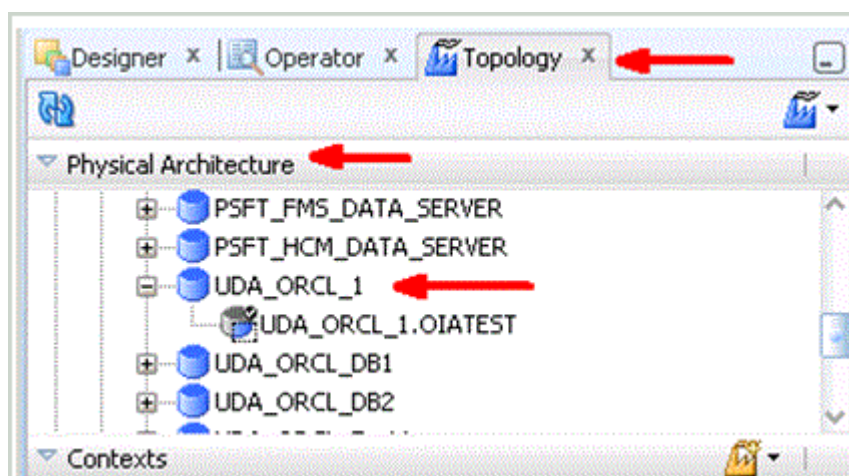 Designer x Operator x Topology x
Physical Architecture
PSFT_FMS_DATA_SERVER
PSFT_HCM_DATA_SERVER
UDA_ORCL_1
UDA_ORCL_1.OIATEST
UDA_ORCL_DB1
UDA_ORCL_DB2
Contexts